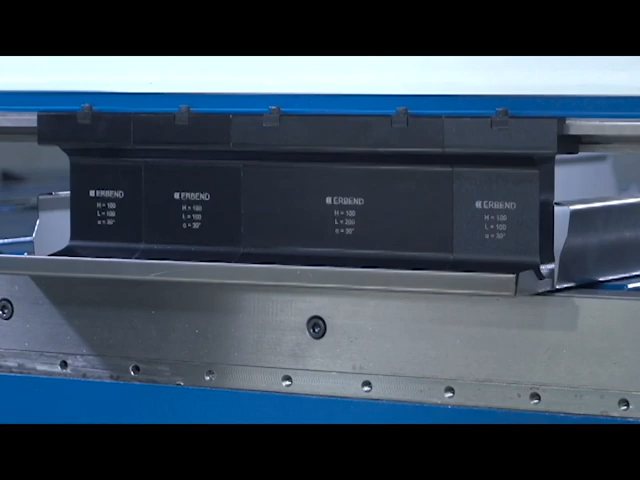 ERBEND
H = 100
L = 100
α = 30°
ERBEND
H = 100
L = 100
α = 30°
ERBEND
H = 100
L = 200
α = 30°
ERBEND
H = 100
L = 100
α = 30°